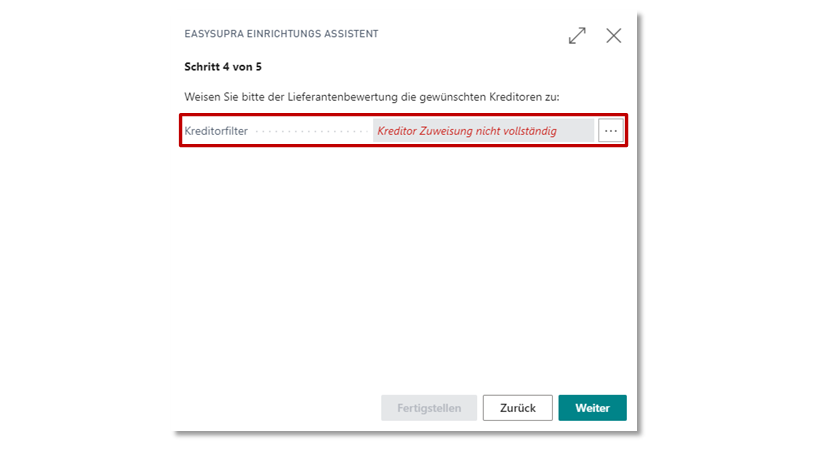 EASYSUPRA EINRICHTUNGS ASSISTENT
Schritt 4 von 5
Weisen Sie bitte der Lieferantenbewertung die gewünschten Kreditoren zu:
Kreditorfilter Kreditor Zuweisung nicht vollständig ...
Fertigstellen Zurück Weiter